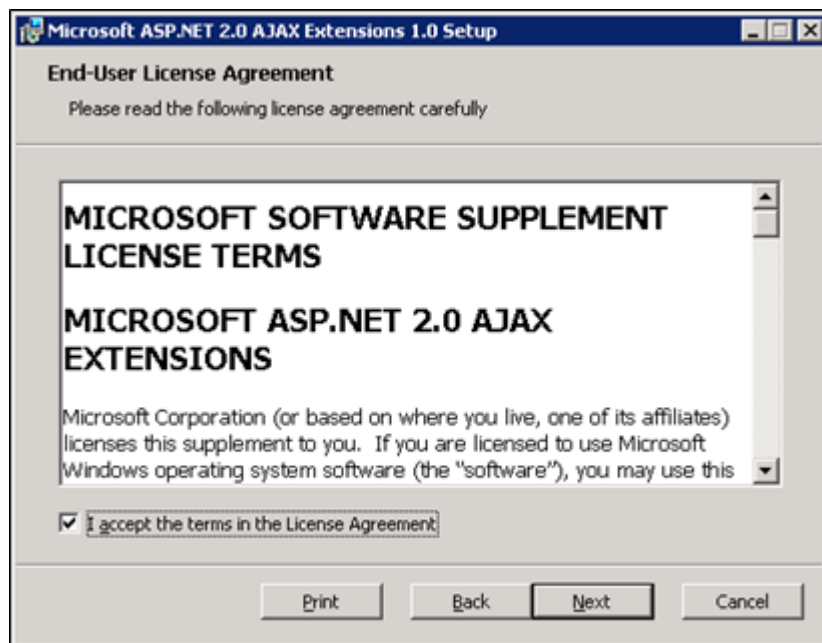 Microsoft ASP.NET 2.0 AJAX Extensions 1.0 Setup
End-User License Agreement
Please read the following license agreement carefully
MICROSOFT SOFTWARE SUPPLEMENT
LICENSE TERMS
MICROSOFT ASP.NET 2.0 AJAX
EXTENSIONS
Microsoft Corporation (or based on where you live, one of its affiliates)
licenses this supplement to you.  If you are licensed to use Microsoft
Windows operating system software (the "software"), you may use this
I accept the terms in the License Agreement
Print Back Next Cancel